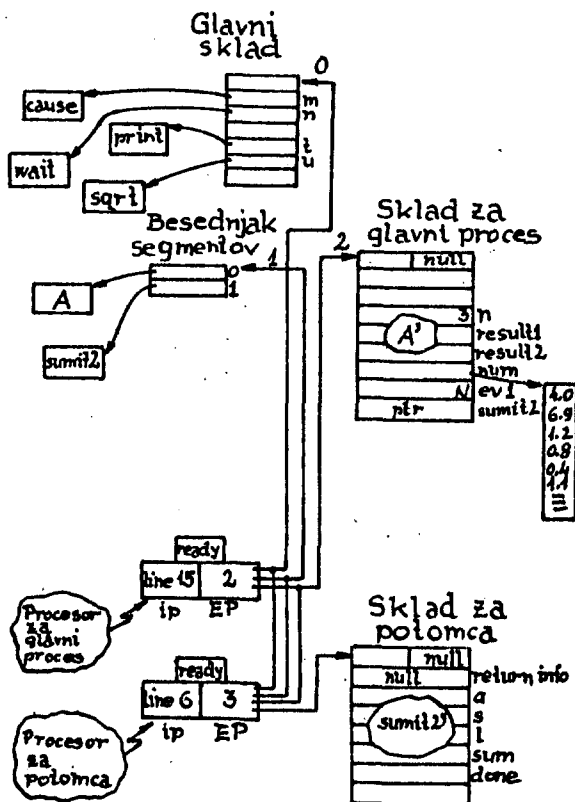 Glavni
sklad
0
cause
m
n
print
t
wait
u
sqrt
Besednjak
segmentov
1
0
A
1
sumit2
Sklad za
glavni proces
2
null
3 n
A'
result1
result2
num
N ev1
ptr sumit2
4.0
6.9
1.2
0.8
0.4
1.1
ready
line 15 2
ip EP
Procesor
za
glavni
proces
ready
line 6 3
ip EP
Procesor
za
potomca
Sklad za
potomca
null
null return info
a
sumit2'
s
l
sum
done